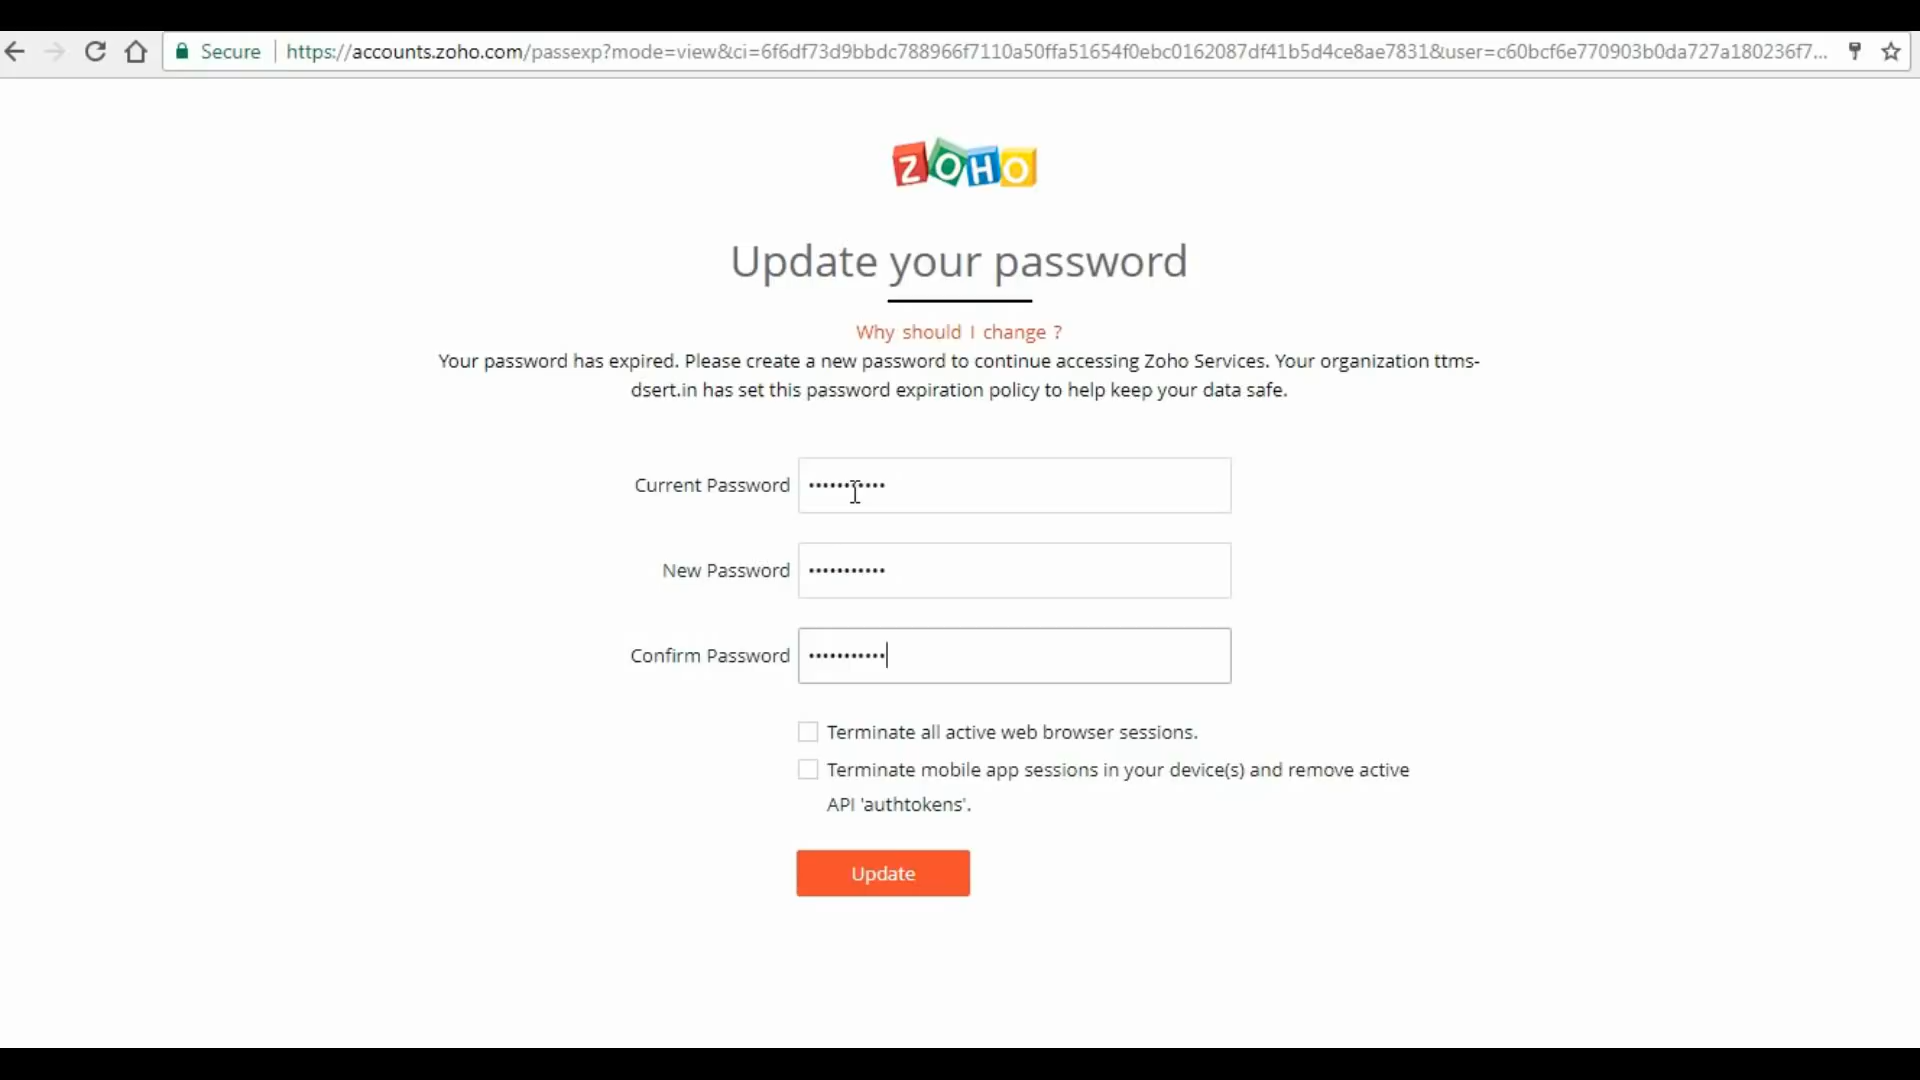 Secure
https://accounts.zoho.com/passexp?mode=view&ci=6f6df73d9bbdc788966f7110a50ffa51654f0ebc0162087df41b5d4ce8ae7831&user=c60bcf6e770903b0da727a180236f7...
ZOHO
Update your password
Why should I change ?
Your password has expired. Please create a new password to continue accessing Zoho Services. Your organization ttms-
dsert.in has set this password expiration policy to help keep your data safe.
Current Password •••••••••••
New Password •••••••••••
Confirm Password •••••••••••
Terminate all active web browser sessions.
Terminate mobile app sessions in your device(s) and remove active
API 'authtokens'.
Update